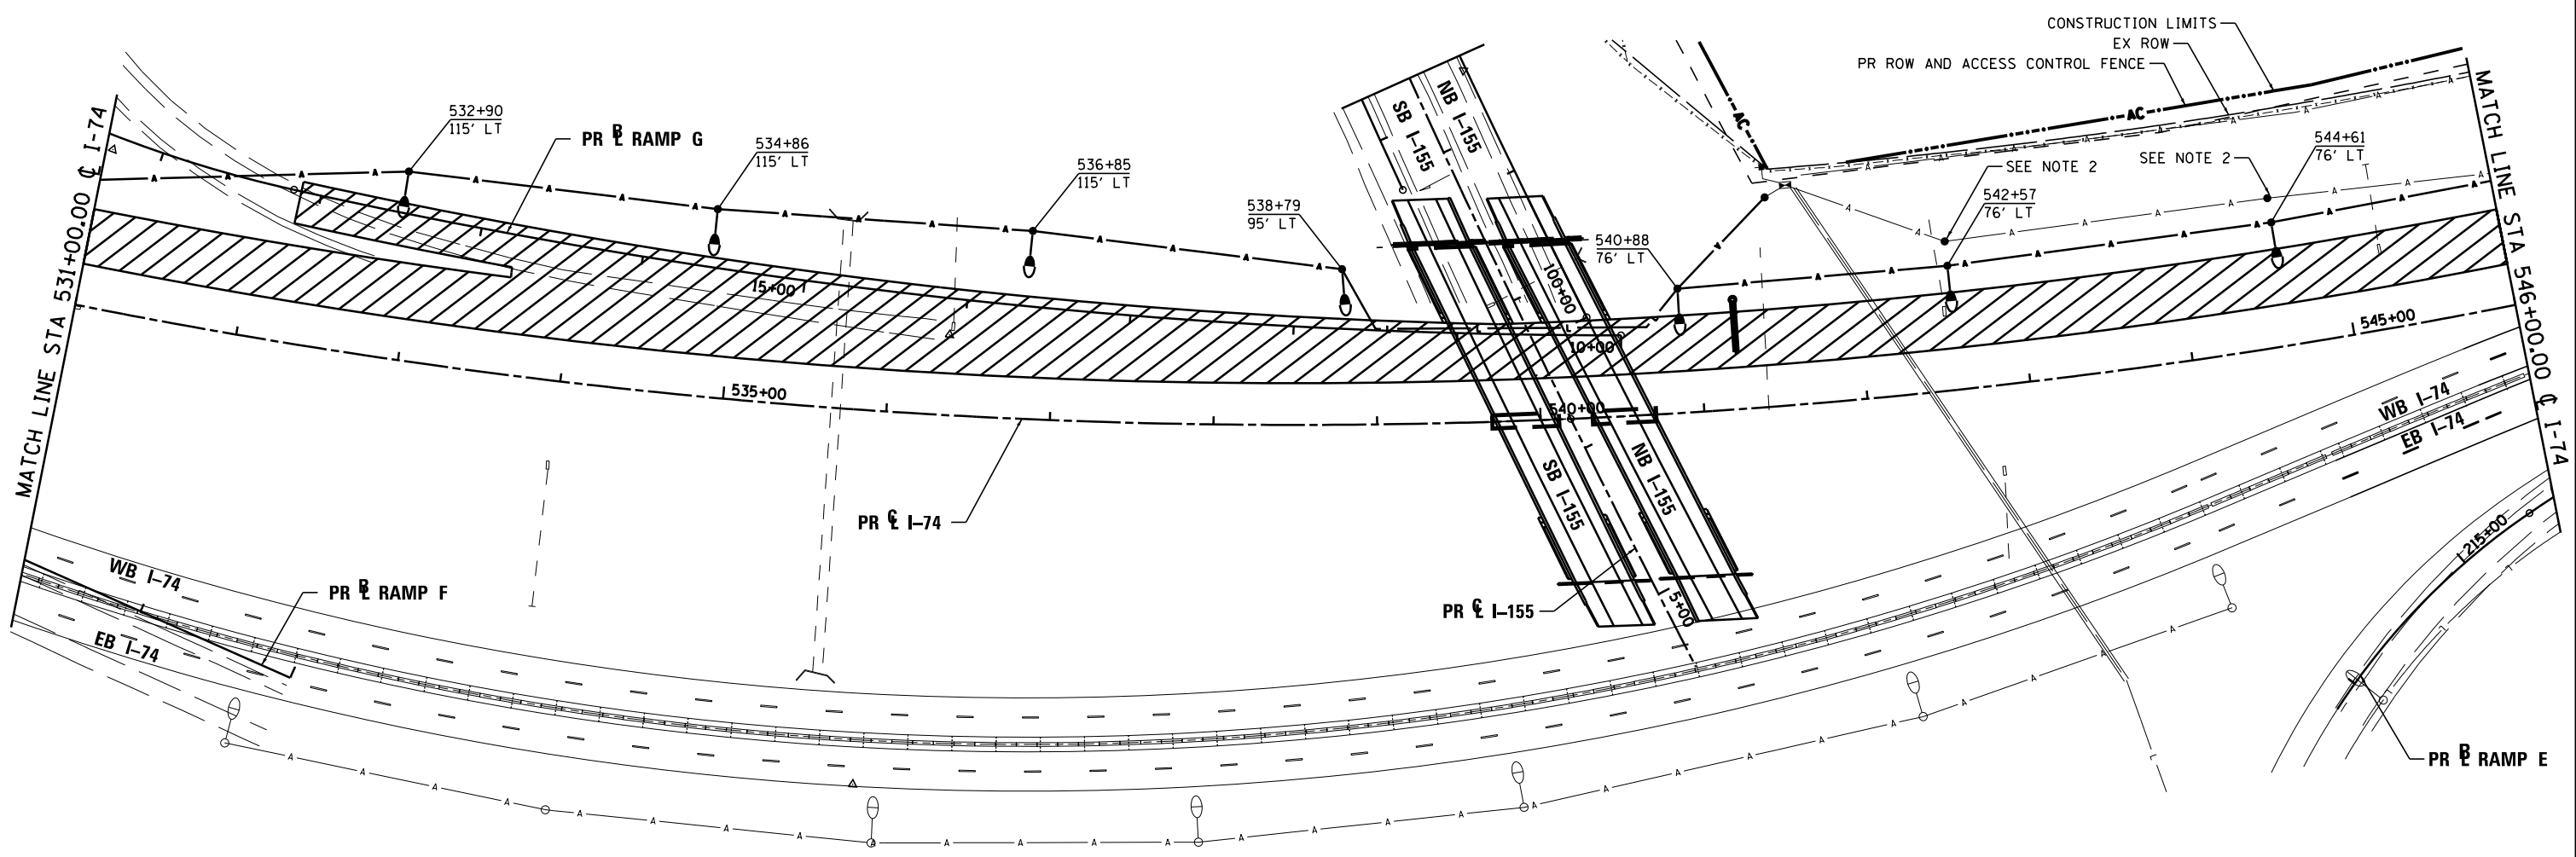 CONSTRUCTION LIMITS
EX ROW
PR ROW AND ACCESS CONTROL FENCE
MATCH LINE STA 531+00.00 ℄ I-74
532+90
115' LT
PR ℄ RAMP G
534+86
115' LT
536+85
115' LT
538+79
95' LT
SB I-155
NB I-155
540+88
76' LT
AC
AC
SEE NOTE 2
SEE NOTE 2
542+57
76' LT
544+61
76' LT
MATCH LINE STA 546+00.00 ℄ I-74
15+00
100+00
10+00
535+00
540+00
545+00
PR ℄ I-74
SB I-155
NB I-155
PR ℄ I-155
5+00
WB I-74
EB I-74
WB I-74
EB I-74
PR BL RAMP F
215+00
PR BL RAMP E
A A A A A A A A A A A A